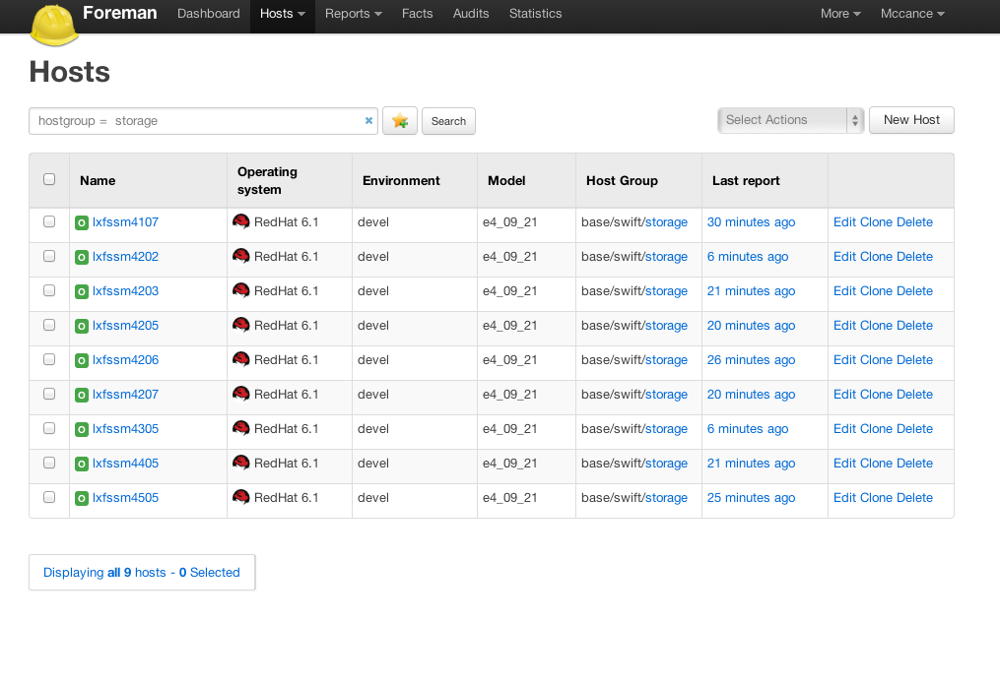 Foreman Dashboard Hosts Reports Facts Audits Statistics More Mccance
Hosts
hostgroup = storage × Search Select Actions New Host
Name Operating system Environment Model Host Group Last report
O lxfssm4107 RedHat 6.1 devel e4_09_21 base/swift/storage 30 minutes ago Edit Clone Delete
O lxfssm4202 RedHat 6.1 devel e4_09_21 base/swift/storage 6 minutes ago Edit Clone Delete
O lxfssm4203 RedHat 6.1 devel e4_09_21 base/swift/storage 21 minutes ago Edit Clone Delete
O lxfssm4205 RedHat 6.1 devel e4_09_21 base/swift/storage 20 minutes ago Edit Clone Delete
O lxfssm4206 RedHat 6.1 devel e4_09_21 base/swift/storage 26 minutes ago Edit Clone Delete
O lxfssm4207 RedHat 6.1 devel e4_09_21 base/swift/storage 20 minutes ago Edit Clone Delete
O lxfssm4305 RedHat 6.1 devel e4_09_21 base/swift/storage 6 minutes ago Edit Clone Delete
O lxfssm4405 RedHat 6.1 devel e4_09_21 base/swift/storage 21 minutes ago Edit Clone Delete
O lxfssm4505 RedHat 6.1 devel e4_09_21 base/swift/storage 25 minutes ago Edit Clone Delete
Displaying all 9 hosts - 0 Selected